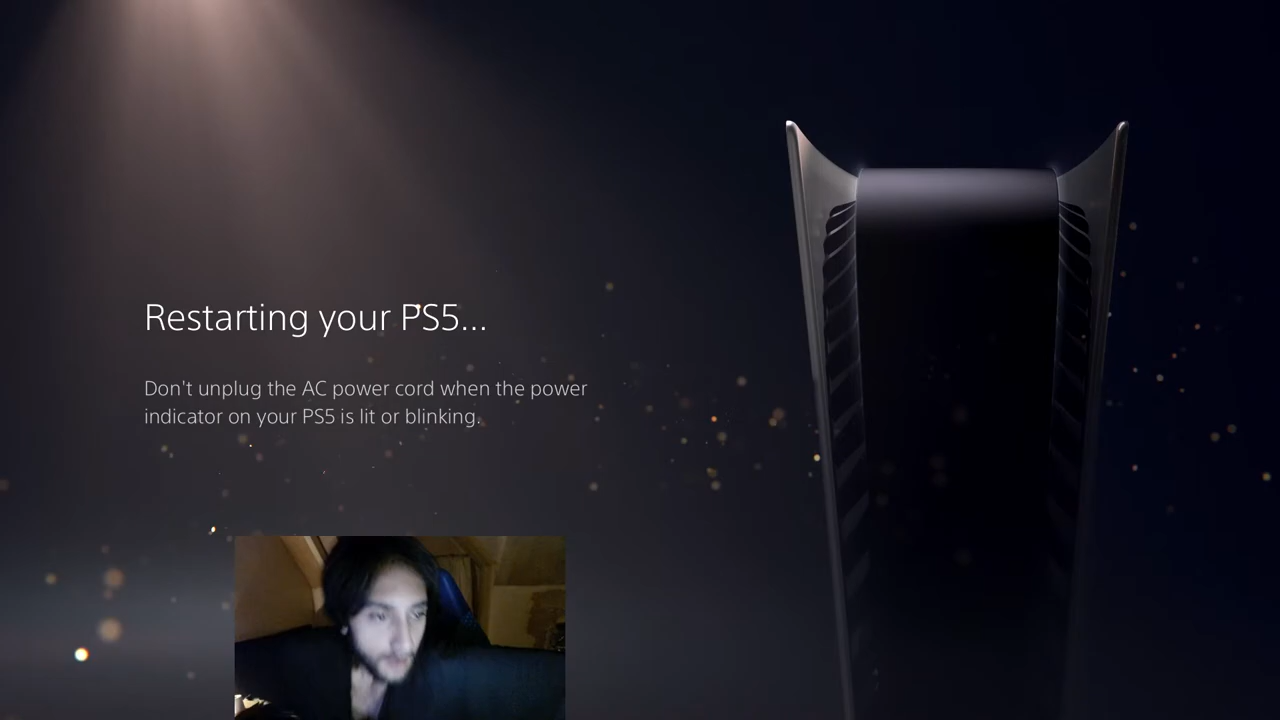 Restarting your PS5...
Don't unplug the AC power cord when the power
indicator on your PS5 is lit or blinking.